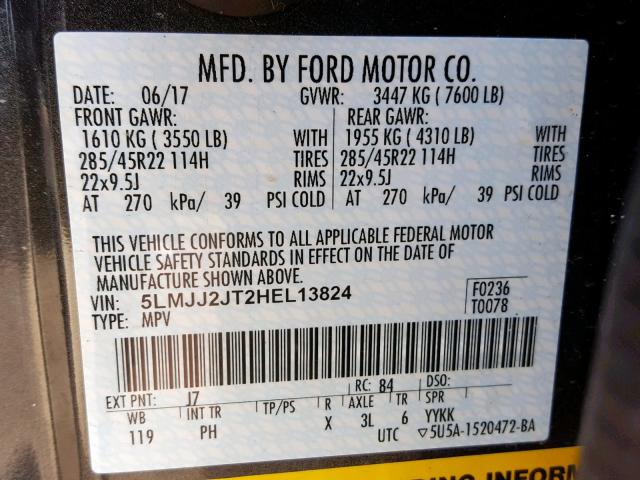 MFD. BY FORD MOTOR CO.
DATE: 06/17 GVWR: 3447 KG ( 7600 LB)
FRONT GAWR: REAR GAWR:
1610 KG ( 3550 LB) WITH 1955 KG ( 4310 LB) WITH
285/45R22 114H TIRES 285/45R22 114H TIRES
22x9.5J RIMS 22x9.5J RIMS
AT 270 kPa/ 39 PSI COLD AT 270 kPa/ 39 PSI COLD
THIS VEHICLE CONFORMS TO ALL APPLICABLE FEDERAL MOTOR
VEHICLE SAFETY STANDARDS IN EFFECT ON THE DATE OF
MANUFACTURE SHOWN ABOVE.
VIN: 5LMJJ2JT2HEL13824 F0236
TYPE: MPV T0078
EXT PNT: J7 RC: 84 DSO:
WB INT TR TP/PS R AXLE TR SPR
119 PH X 3L 6 YYKK
UTC ▽5U5A-1520472-BA